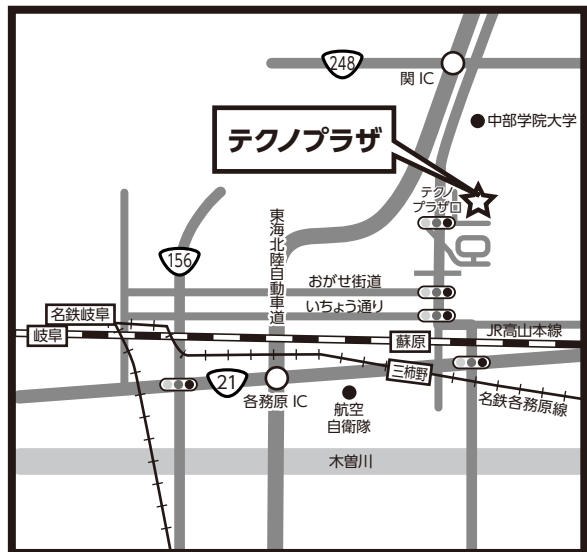 248
関 IC
中部学院大学
テクノプラザ
テクノ
プラザ口
東海北陸自動車道
156
おがせ街道
いちょう通り
名鉄岐阜
岐阜
蘇原
JR高山本線
三柿野
21
各務原 IC
航空
自衛隊
名鉄各務原線
木曽川